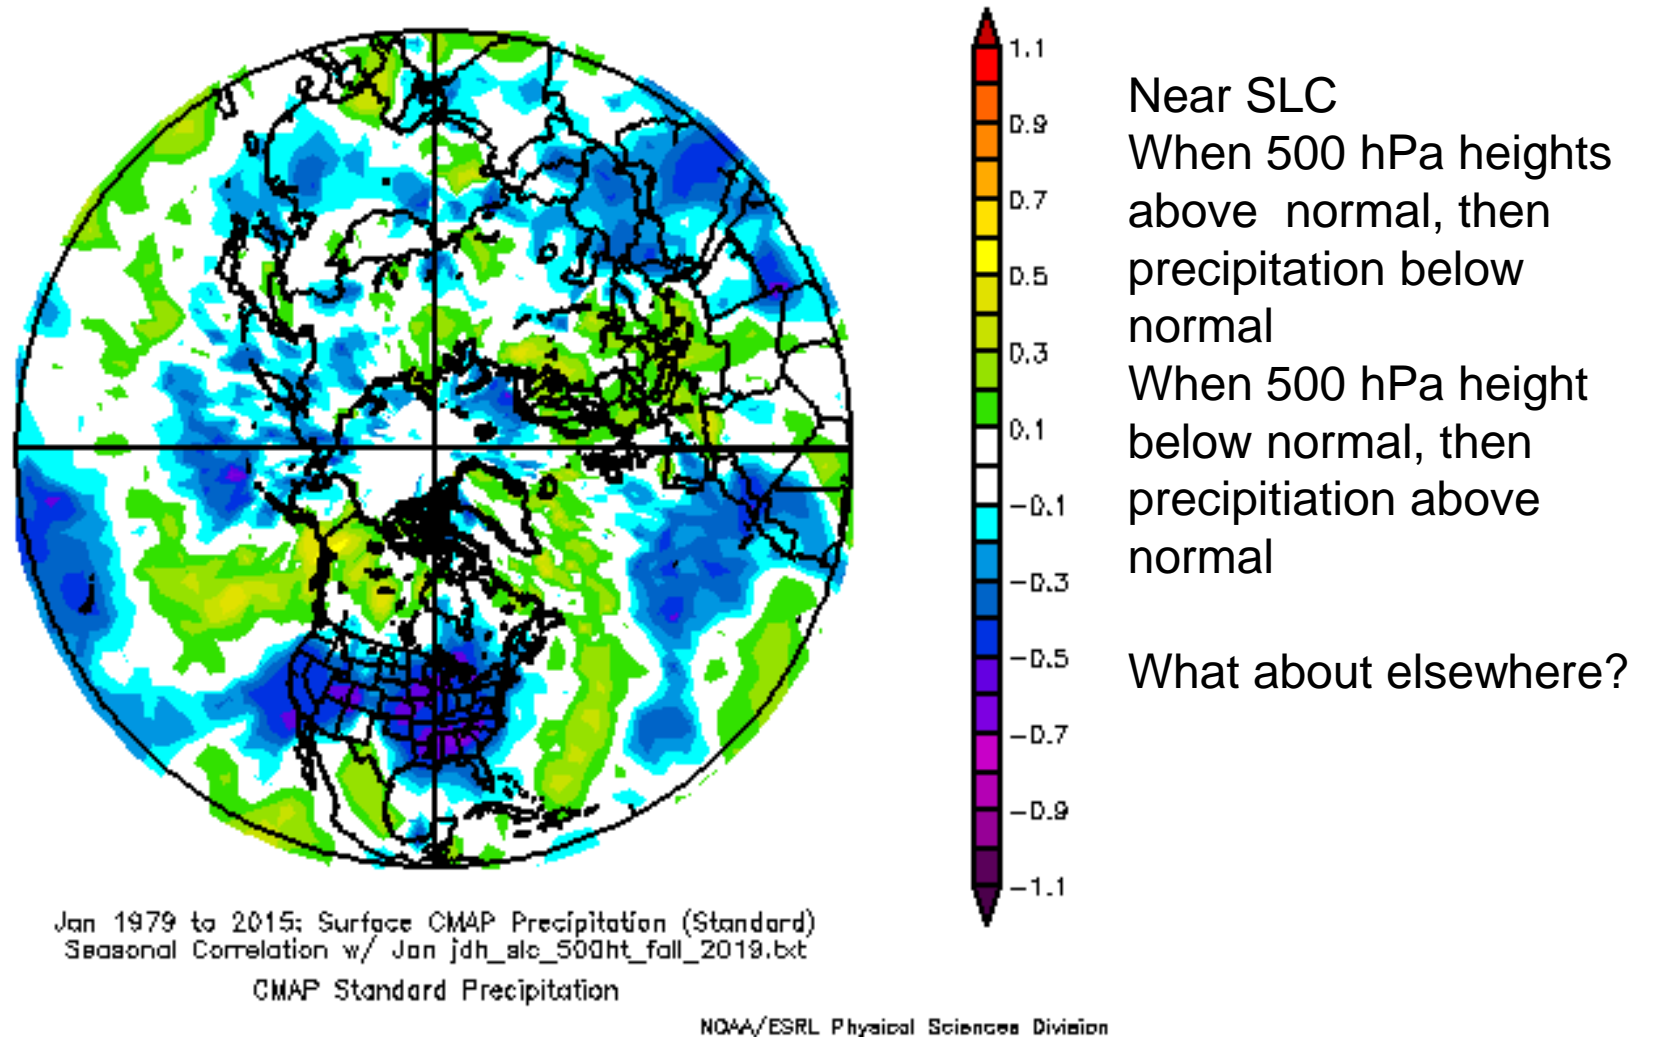 1.1
0.9
0.7
0.5
0.3
0.1
-0.1
-0.3
-0.5
-0.7
-0.9
-1.1
Near SLC
When 500 hPa heights
above normal, then
precipitation below
normal
When 500 hPa height
below normal, then
precipitiation above
normal
What about elsewhere?
Jan 1979 to 2015: Surface CMAP Precipitation (Standard)
Seasonal Correlation w/ Jan jdh_slc_500ht_fall_2019.txt
CMAP Standard Precipitation
NOAA/ESRL Physical Sciences Division